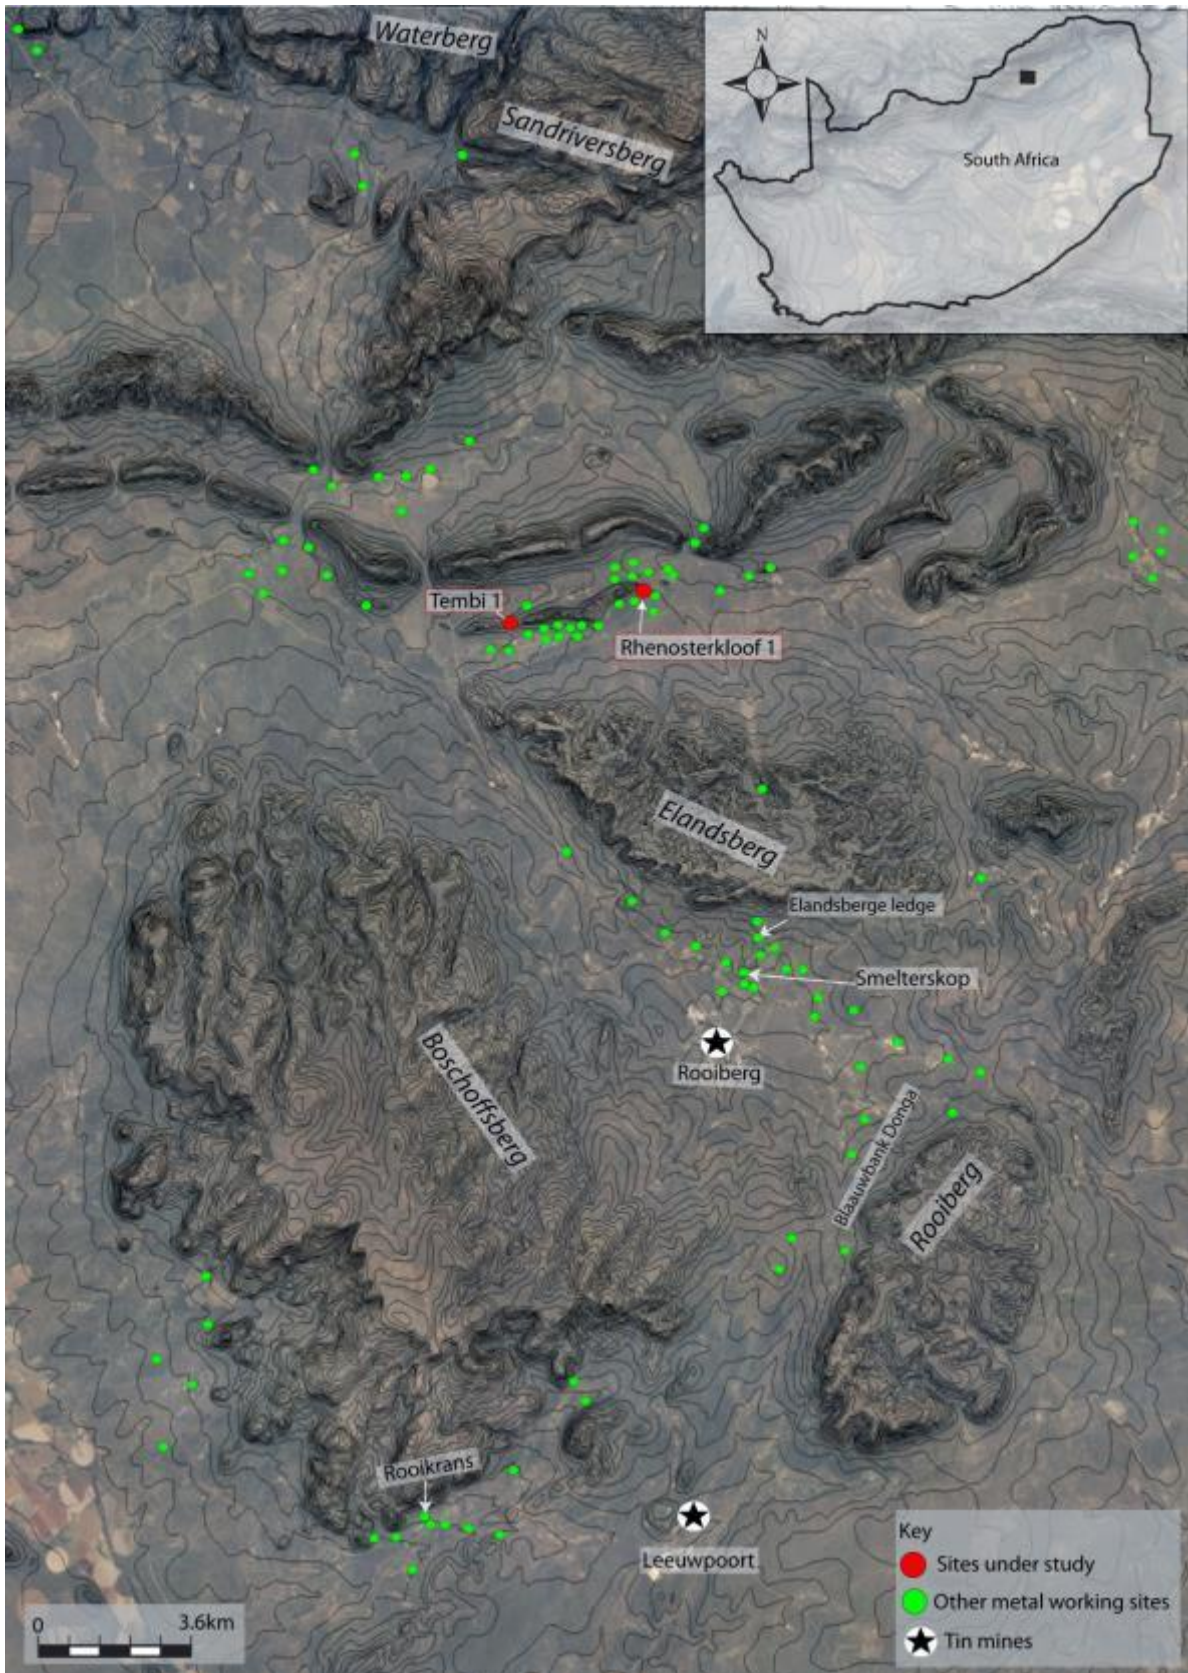 Waterberg
N
Sandriversberg
South Africa
Tembi 1
Rhenosterkloof 1
Elandsberg
Elandsberge ledge
Smelterskop
Rooiberg
Boschoffsberg
Blaauwbank Donga
Rooiberg
Rooikrans
Leeuwpoort
Key
Sites under study
Other metal working sites
Tin mines
0 3.6km